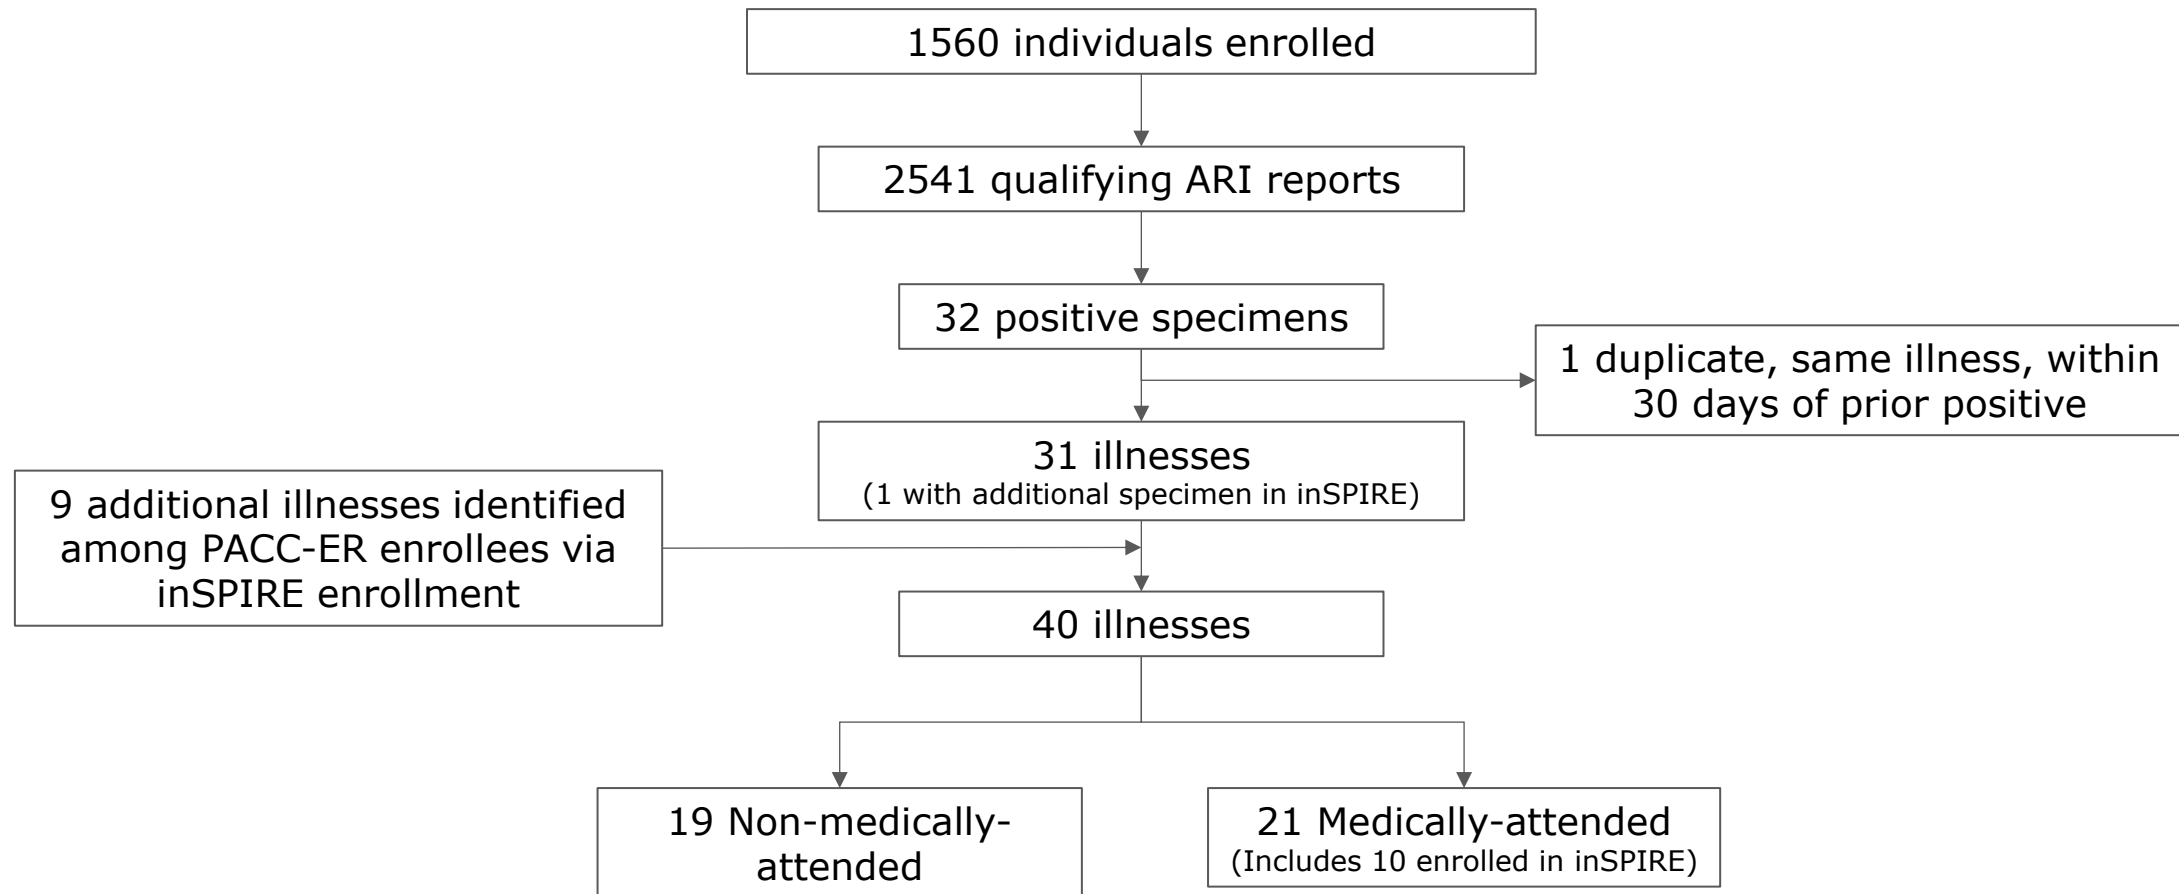 1560 individuals enrolled
2541 qualifying ARI reports
32 positive specimens
1 duplicate, same illness, within
30 days of prior positive
31 illnesses
(1 with additional specimen in inSPIRE)
9 additional illnesses identified
among PACC-ER enrollees via
inSPIRE enrollment
40 illnesses
19 Non-medically-
attended
21 Medically-attended
(Includes 10 enrolled in inSPIRE)